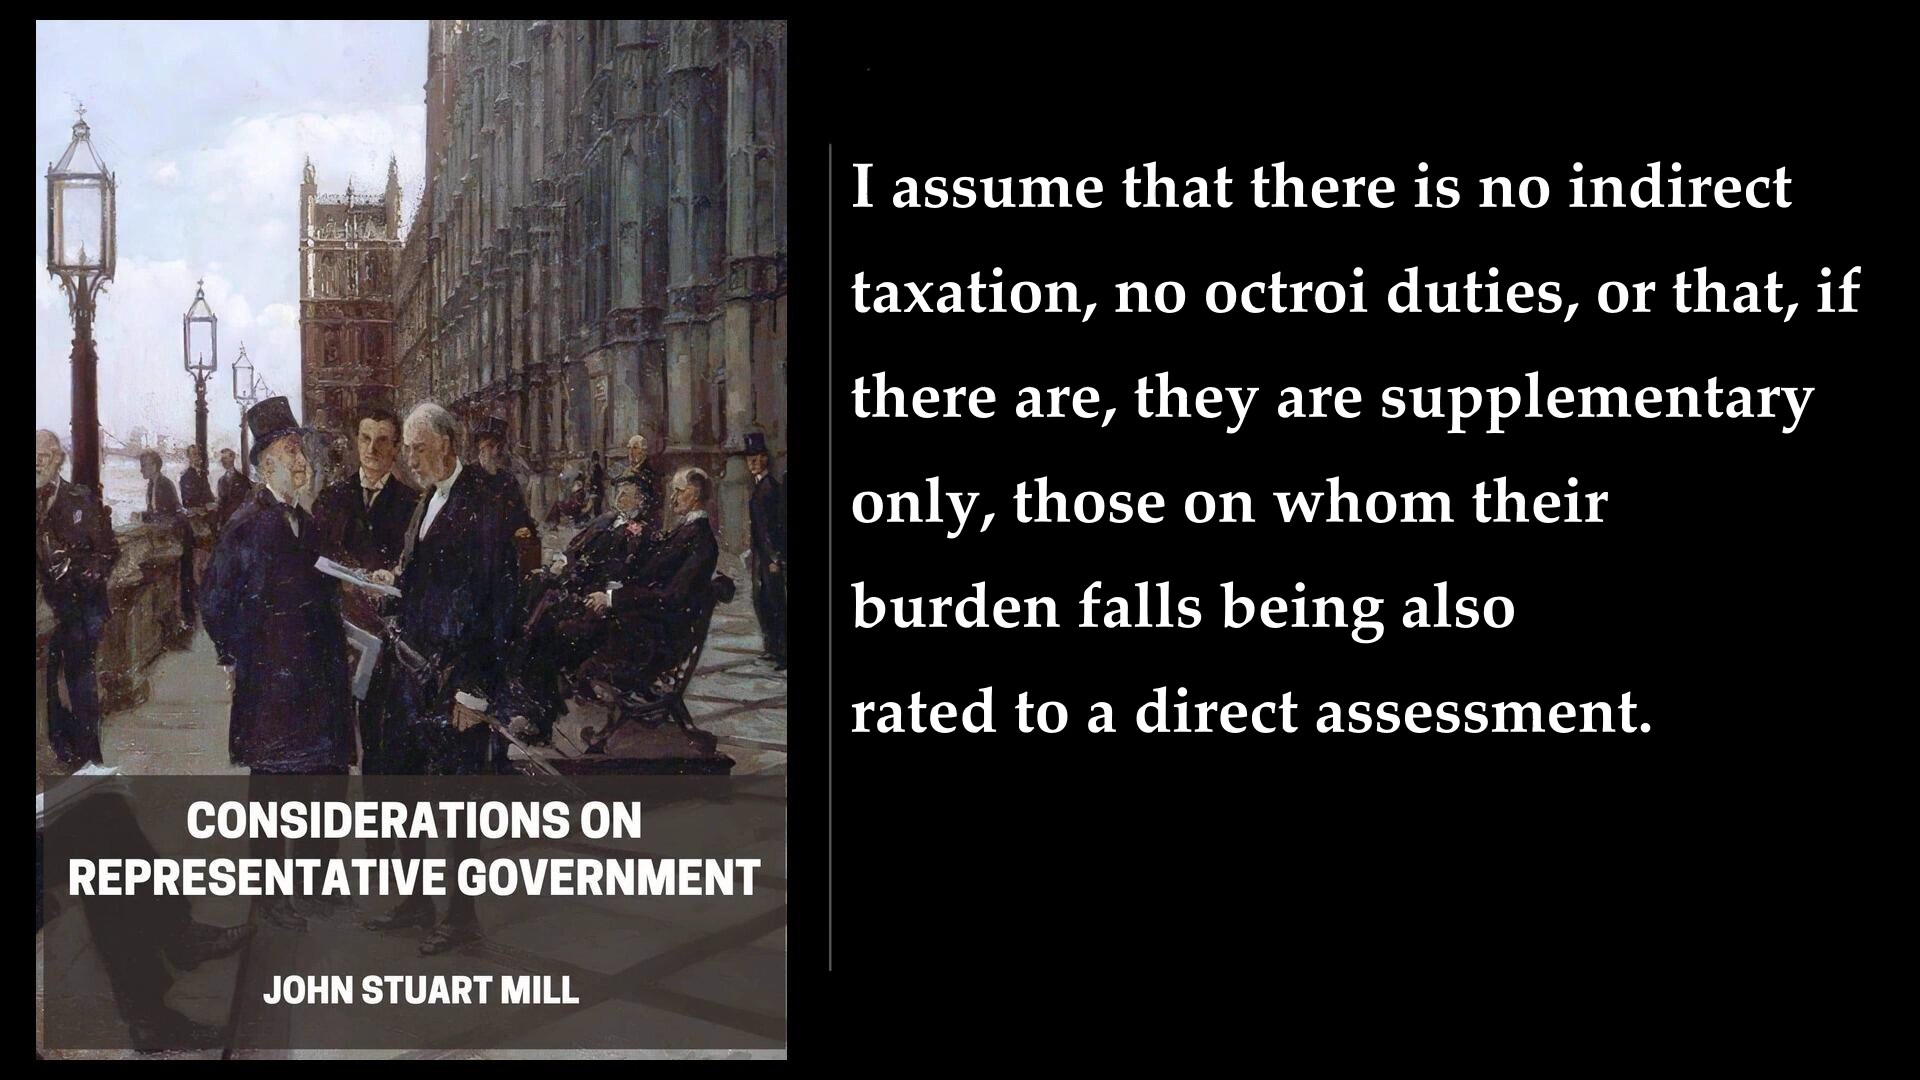 I assume that there is no indirect
taxation, no octroi duties, or that, if
there are, they are supplementary
only, those on whom their
burden falls being also
rated to a direct assessment.
CONSIDERATIONS ON
REPRESENTATIVE GOVERNMENT
JOHN STUART MILL